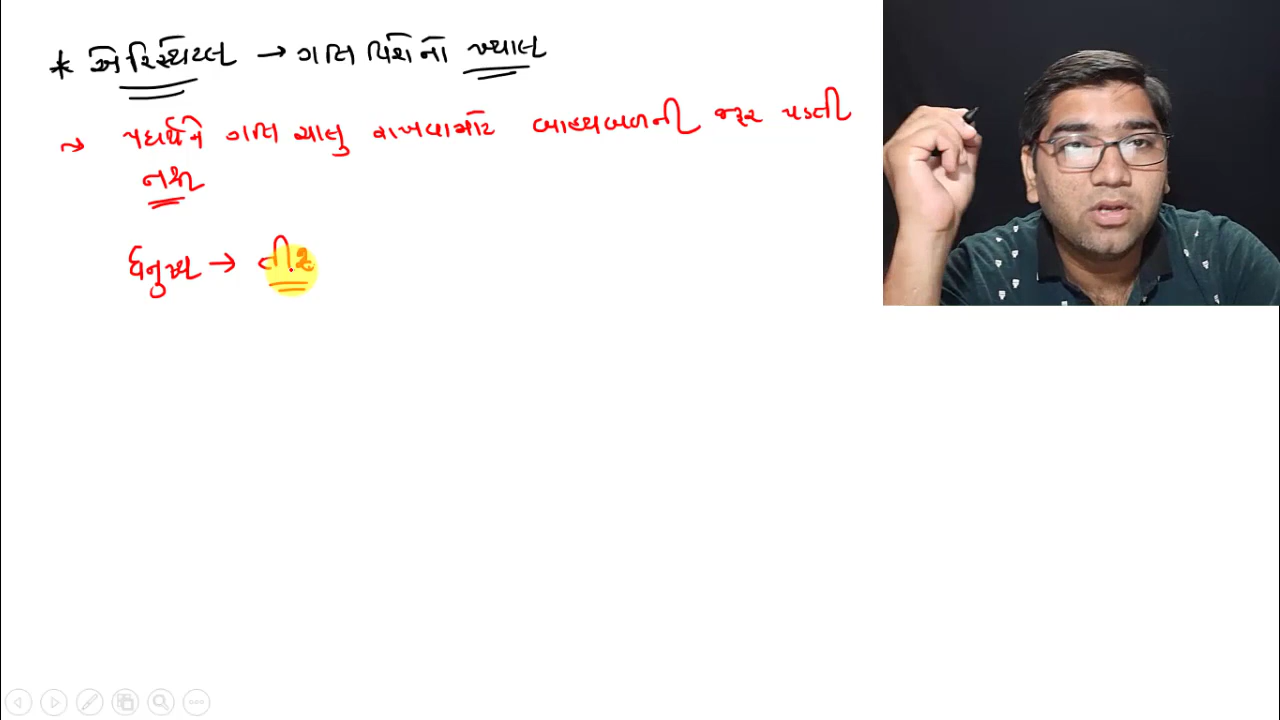 * એરિસ્ટોટલ → ગતિ વિશેનો ખ્યાલ
→ પદાર્થને ગતિ ચાલુ રાખવા માટે બાહ્યબળની જરૂર પડતી
નથી
ધનુષ્ય → તીર